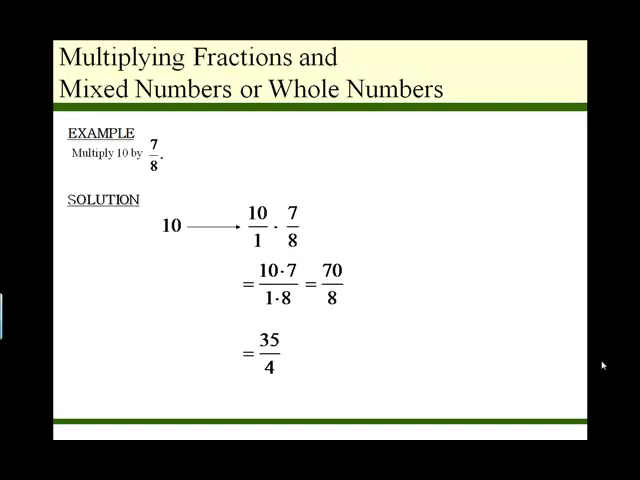 Multiplying Fractions and
Mixed Numbers or Whole Numbers
EXAMPLE
Multiply 10 by 7/8.
SOLUTION
10 → 10/1 · 7/8
= 10·7/1·8 = 70/8
= 35/4